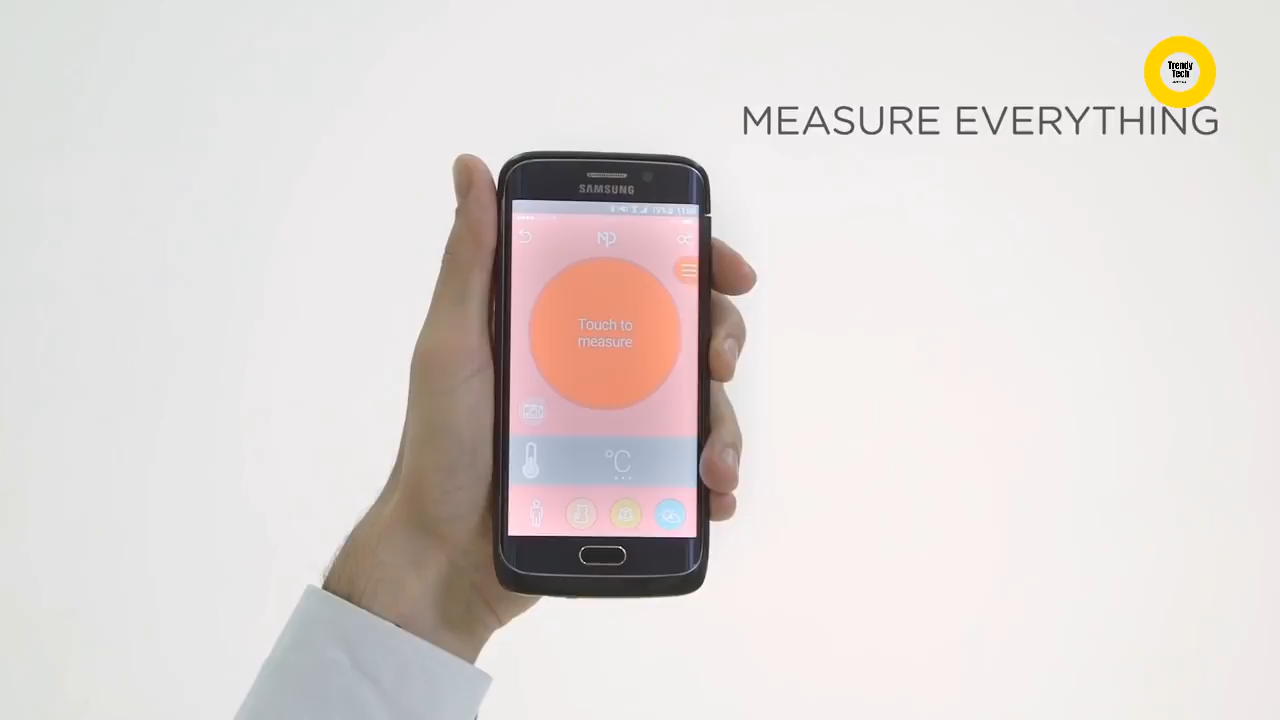 Trendy
Tech
MEASURE EVERYTHING
SAMSUNG
Touch to
measure
°C